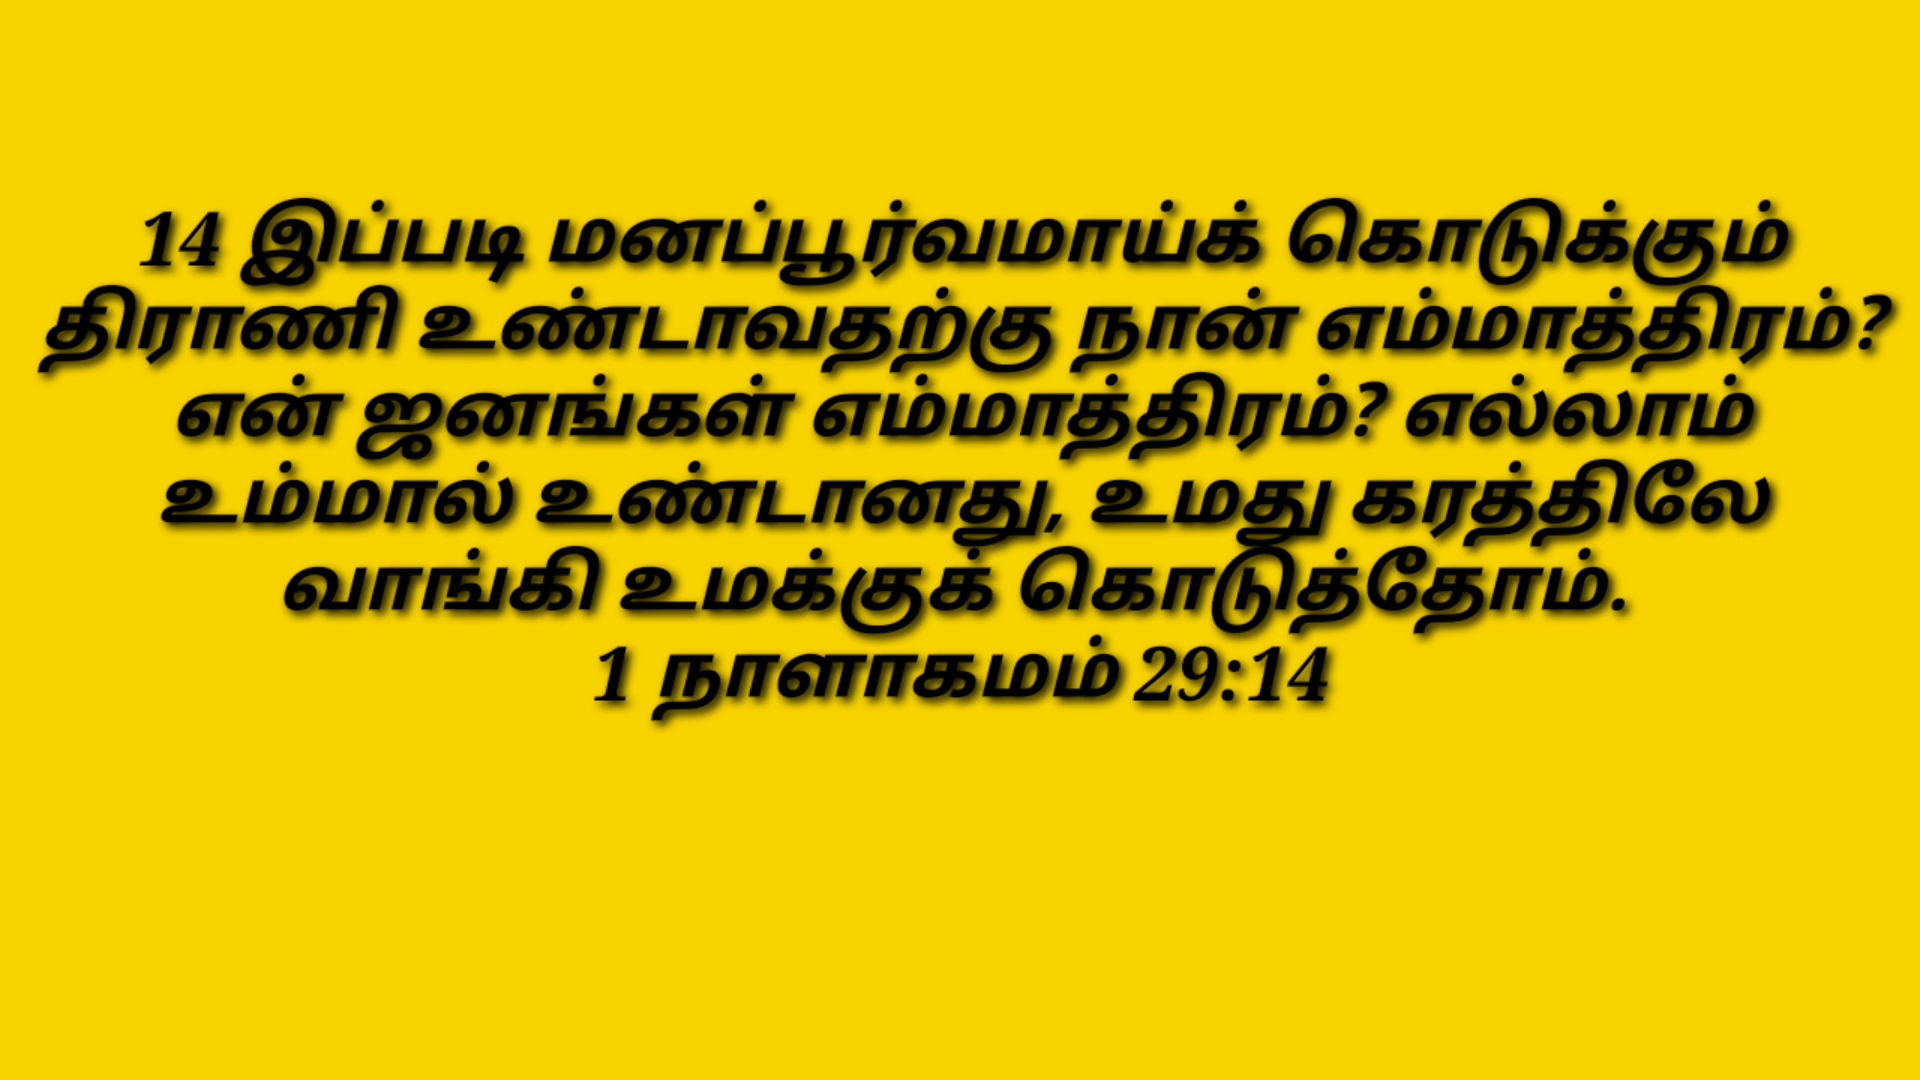 14 இப்படி மனப்பூர்வமாய்க் கொடுக்கும்
திராணி உண்டாவதற்கு நான் எம்மாத்திரம்?
என் ஜனங்கள் எம்மாத்திரம்? எல்லாம்
உம்மால் உண்டானது, உமது கரத்திலே
வாங்கி உமக்குக் கொடுத்தோம்.
1 நாளாகமம் 29:14